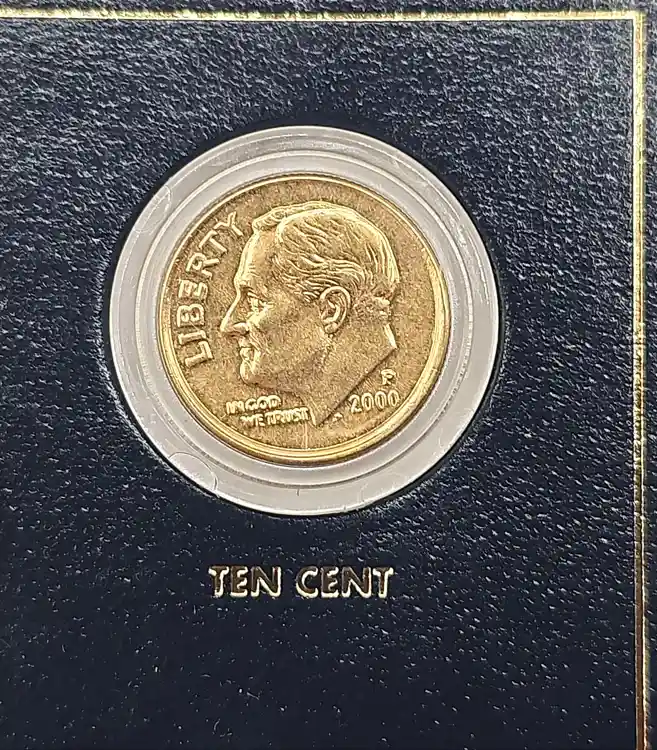 LIBERTY
IN GOD
WE TRUST
P
2000
TEN CENT